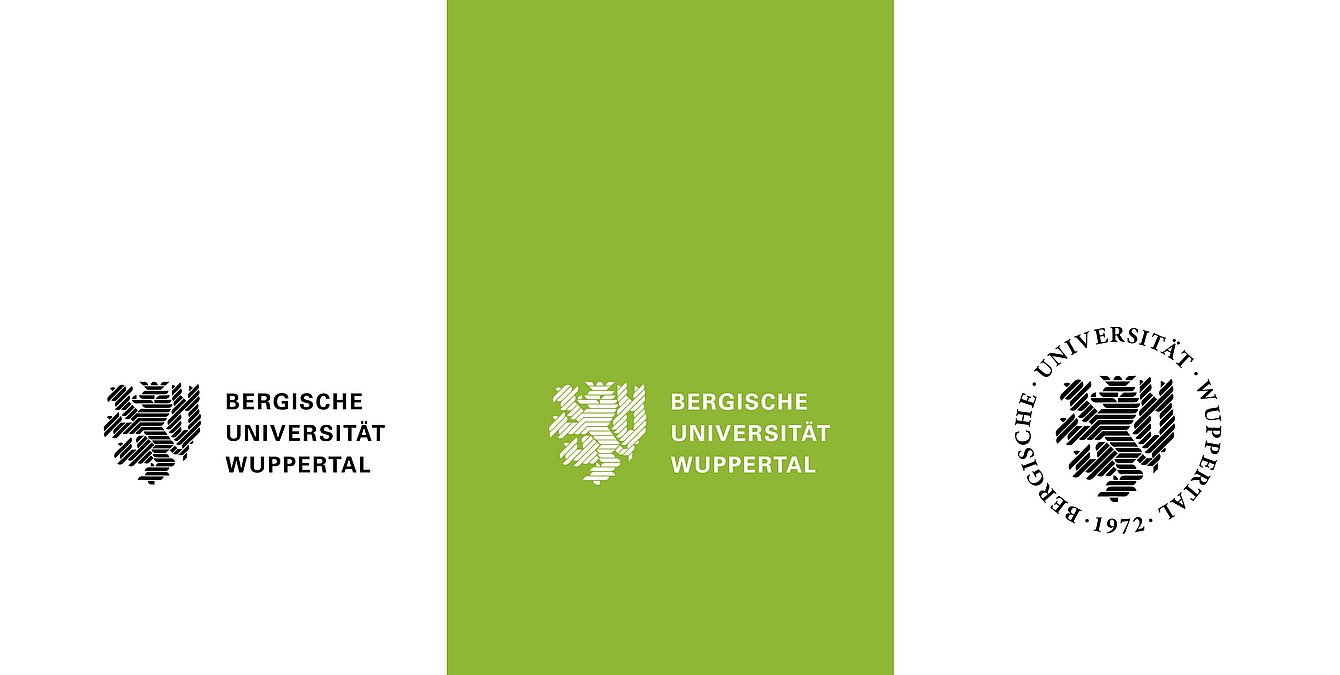 BERGISCHE
UNIVERSITÄT
WUPPERTAL
BERGISCHE
UNIVERSITÄT
WUPPERTAL
BERGISCHE · UNIVERSITÄT · WUPPERTAL · 1972 ·